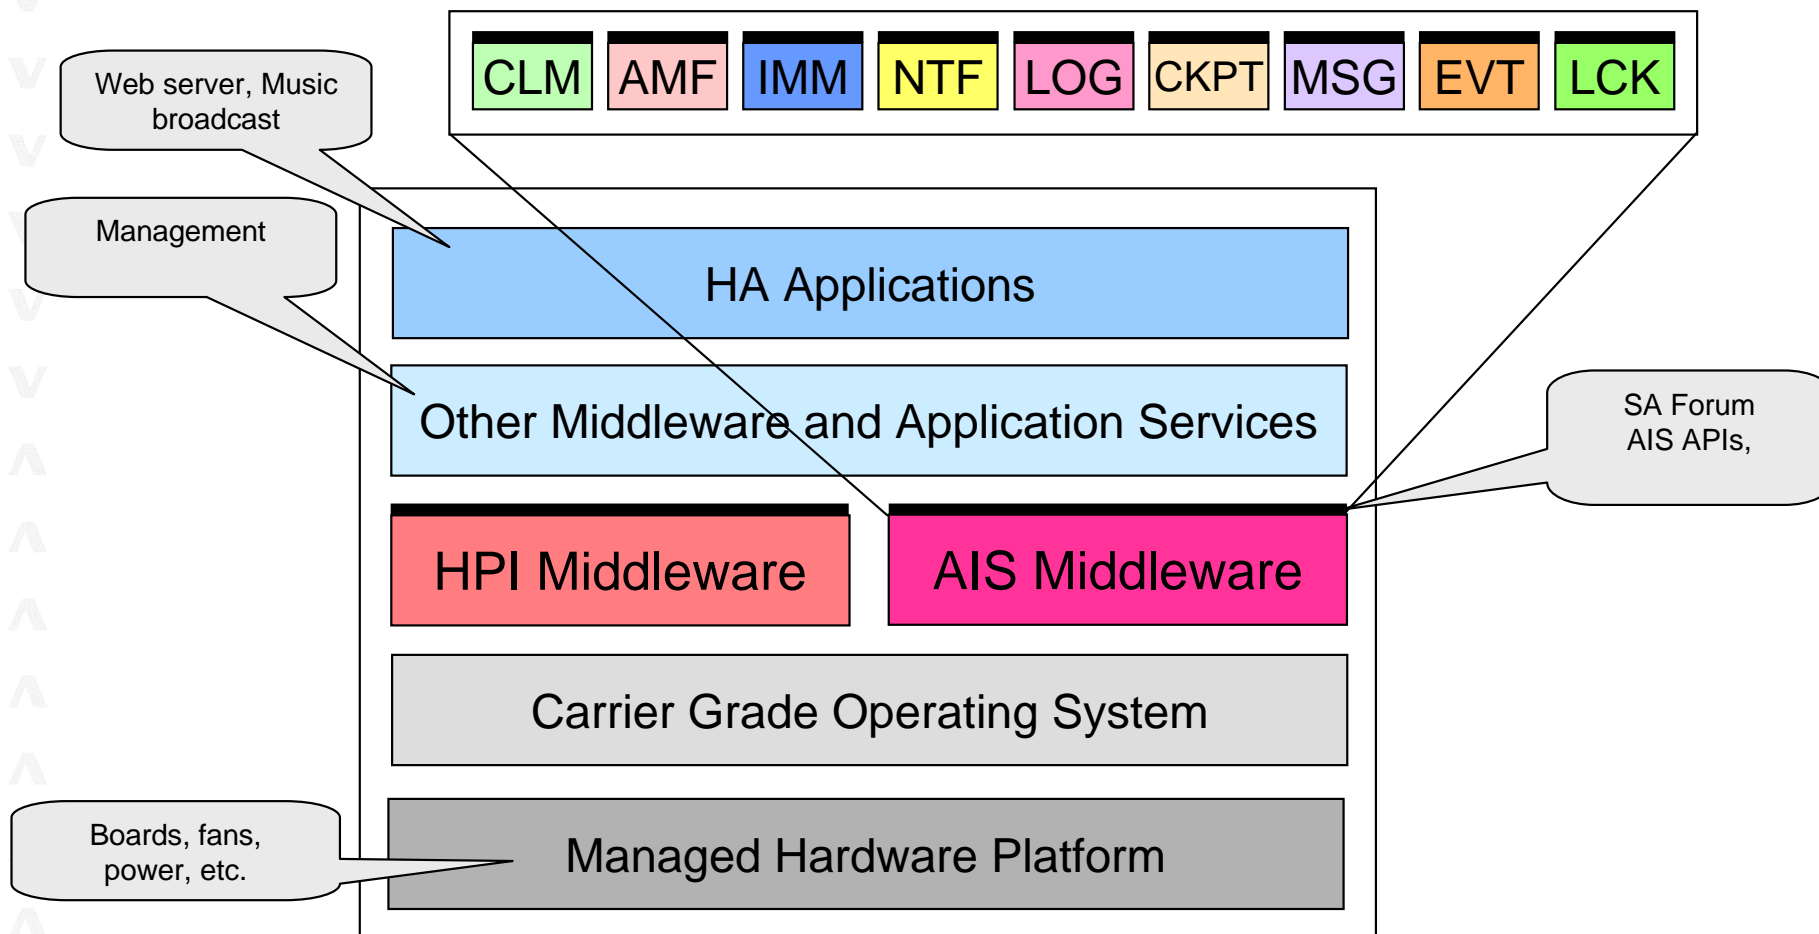 CLM AMF IMM NTF LOG CKPT MSG EVT LCK
Web server, Music
broadcast
Management
HA Applications
Other Middleware and Application Services
SA Forum
AIS APIs,
HPI Middleware
AIS Middleware
Carrier Grade Operating System
Boards, fans,
power, etc.
Managed Hardware Platform